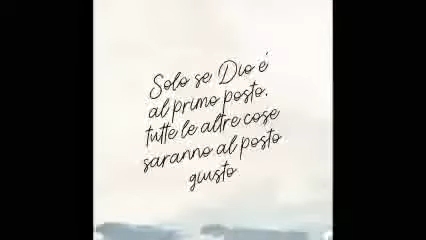 Solo se Dio é
al primo posto,
tutte le altre cose
saranno al posto
giusto